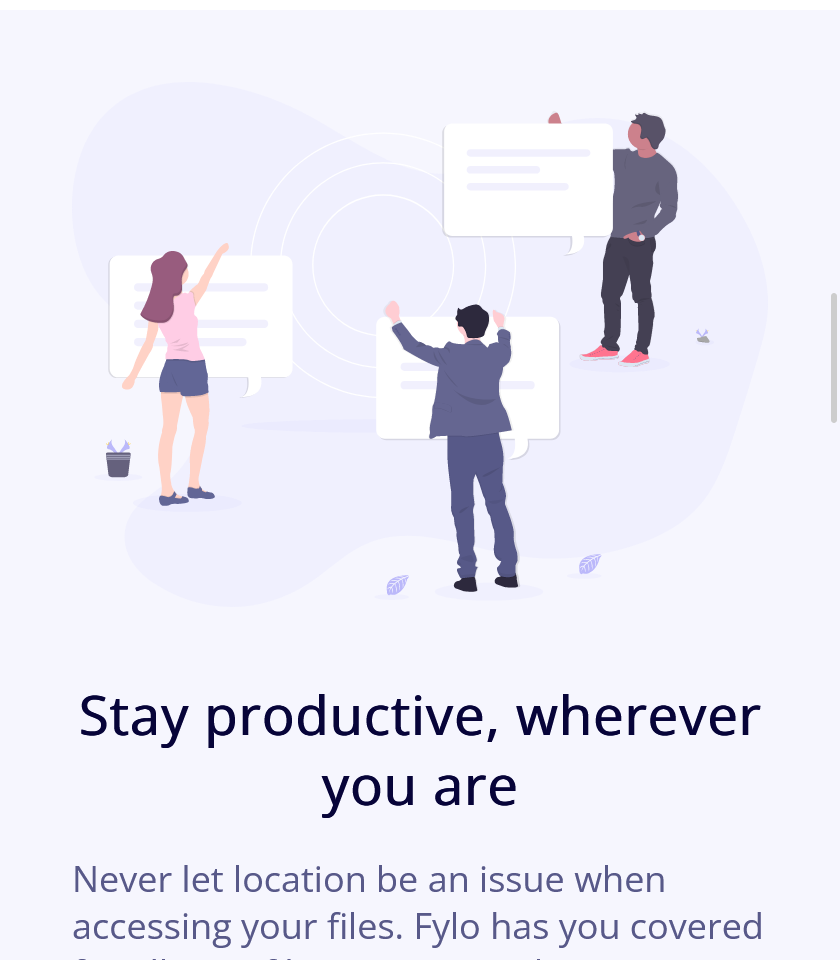 Stay productive, wherever
you are
Never let location be an issue when
accessing your files. Fylo has you covered